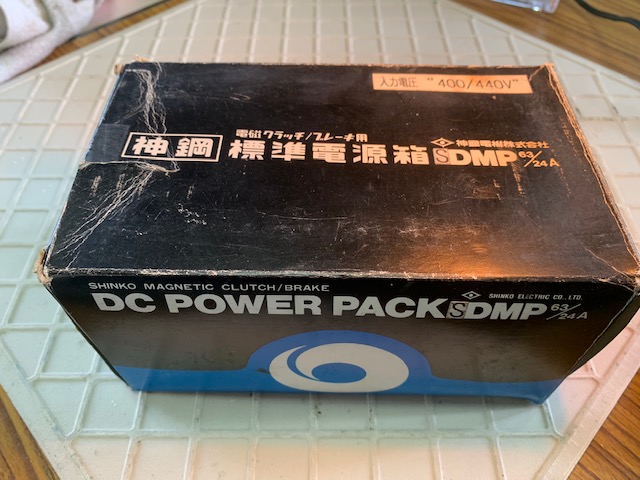 入力電圧 "400/440V"
電磁クラッチ/ブレーキ用
神鋼 標準電源箱 SDMP 63/24A
神鋼電機株式会社
SHINKO MAGNETIC CLUTCH/BRAKE
SHINKO ELECTRIC CO., LTD.
DC POWER PACK SDMP 63/24A